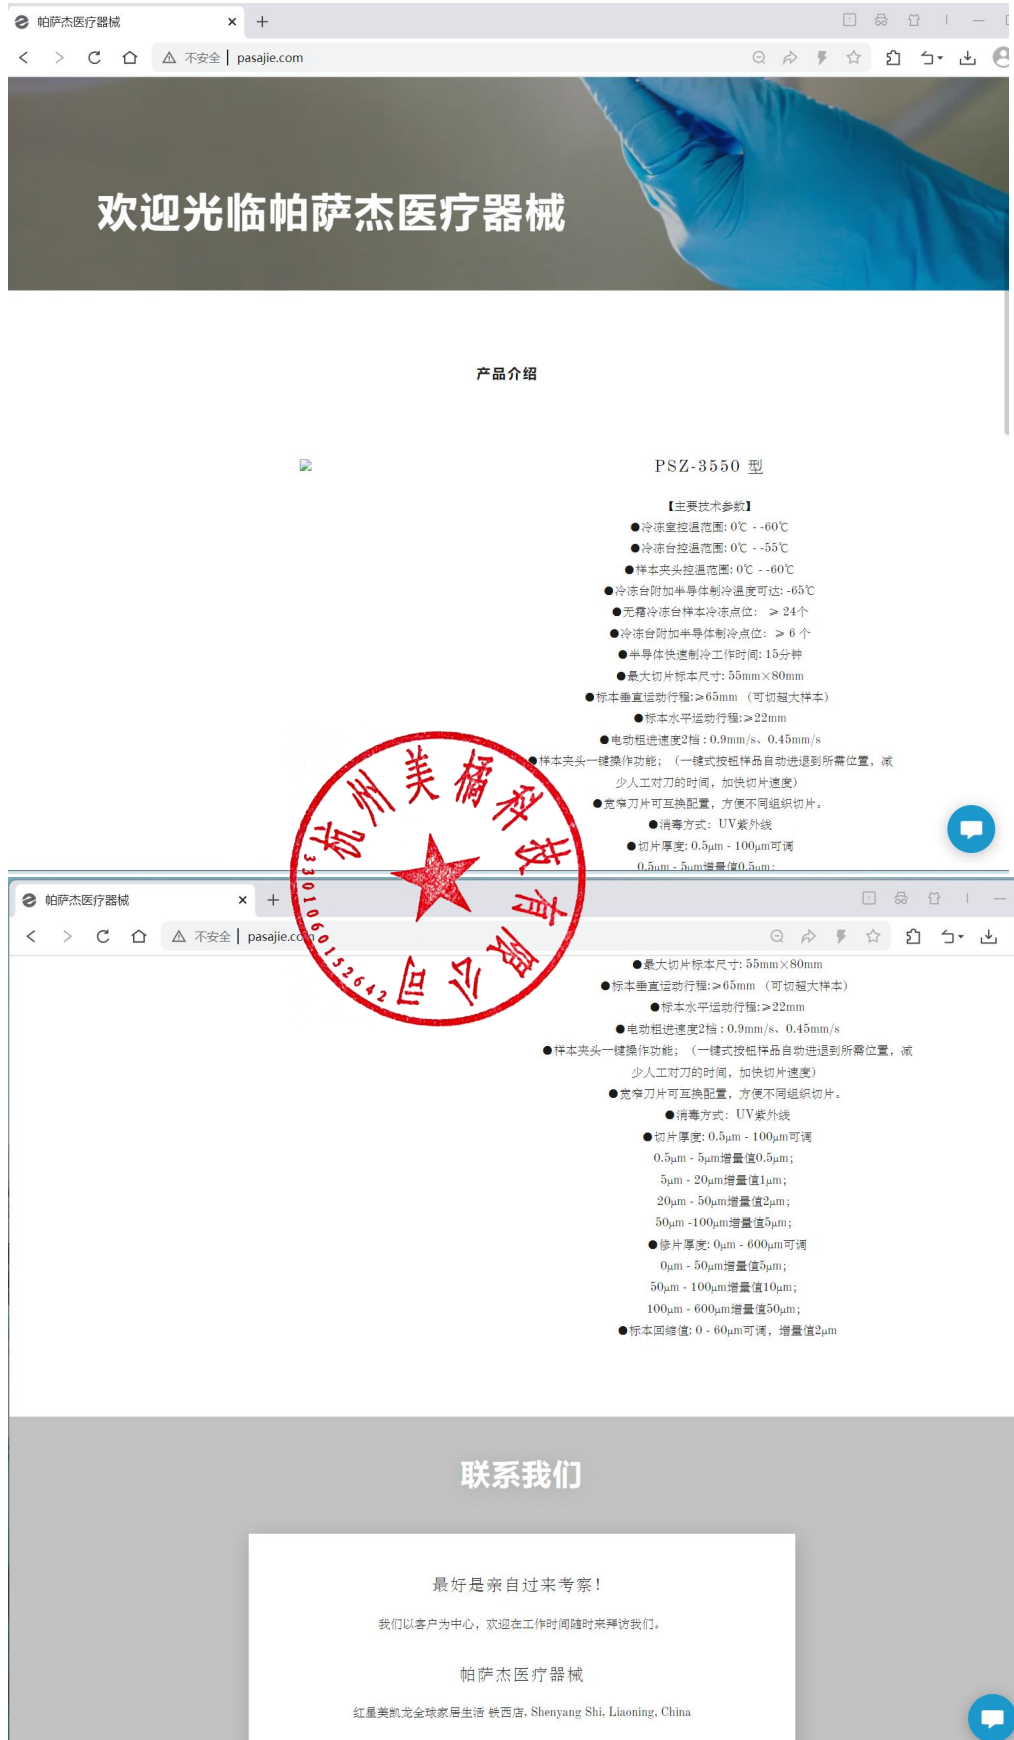 帕萨杰医疗器械
不安全 pasajie.com
欢迎光临帕萨杰医疗器械
产品介绍
PSZ-3550 型
【主要技术参数】
●冷冻室控温范围: 0℃ - -60℃
●冷冻台控温范围: 0℃ - -55℃
●样本夹头控温范围: 0℃ - -60℃
●冷冻台附加半导体制冷温度可达: -65℃
●无霜冷冻台样本冷冻点位： ≥ 24个
●冷冻台附加半导体制冷点位：≥ 6 个
●半导体快速制冷工作时间: 15分钟
●最大切片标本尺寸: 55mm×80mm
●标本垂直运动行程:≥65mm （可切超大样本）
●标本水平运动行程:≥22mm
●电动粗进速度2档 : 0.9mm/s、0.45mm/s
●样本夹头一键操作功能；（一键式按钮样品自动进退到所需位置，减
少人工对刀的时间，加快切片速度）
●宽窄刀片可互换配置，方便不同组织切片。
●消毒方式：UV紫外线
●切片厚度: 0.5μm - 100μm可调
0.5μm - 5μm增量值0.5μm;
杭州美橘科技有限公司
3301060152642
帕萨杰医疗器械
不安全 pasajie.com
●最大切片标本尺寸: 55mm×80mm
●标本垂直运动行程:≥65mm （可切超大样本）
●标本水平运动行程:≥22mm
●电动粗进速度2档 : 0.9mm/s、0.45mm/s
●样本夹头一键操作功能；（一键式按钮样品自动进退到所需位置，减
少人工对刀的时间，加快切片速度）
●宽窄刀片可互换配置，方便不同组织切片。
●消毒方式：UV紫外线
●切片厚度: 0.5μm - 100μm可调
0.5μm - 5μm增量值0.5μm;
5μm - 20μm增量值1μm;
20μm - 50μm增量值2μm;
50μm -100μm增量值5μm;
●修片厚度: 0μm - 600μm可调
0μm - 50μm增量值5μm;
50μm - 100μm增量值10μm;
100μm - 600μm增量值50μm;
●标本回缩值: 0 - 60μm可调，增量值2μm
联系我们
最好是亲自过来考察！
我们以客户为中心，欢迎在工作时间随时来拜访我们。
帕萨杰医疗器械
红星美凯龙全球家居生活 铁西店, Shenyang Shi, Liaoning, China